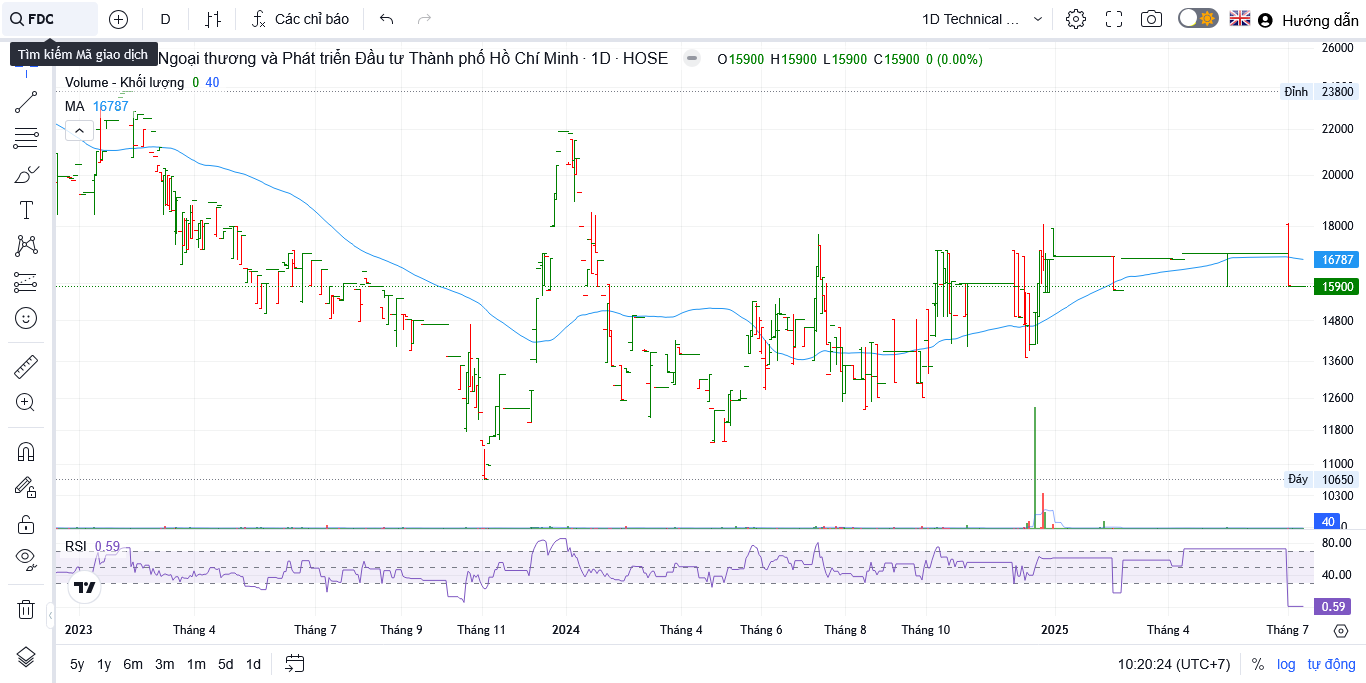 FDC D Các chỉ báo 1D Technical ... Hướng dẫn
Tìm kiếm Mã giao dịch
Ngoại thương và Phát triển Đầu tư Thành phố Hồ Chí Minh · 1D · HOSE O15900 H15900 L15900 C15900 0 (0.00%)
Volume - Khối lượng 0 40
MA 16787
26000
Đỉnh 23800
22000
20000
18000
16787
15900
14800
13600
12600
11800
11000
Đáy 10650
10300
40 0
RSI 0.59
80.00
40.00
0.59
2023 Tháng 4 Tháng 7 Tháng 9 Tháng 11 2024 Tháng 4 Tháng 6 Tháng 8 Tháng 10 2025 Tháng 4 Tháng 7
5y 1y 6m 3m 1m 5d 1d 10:20:24 (UTC+7) % log tự động